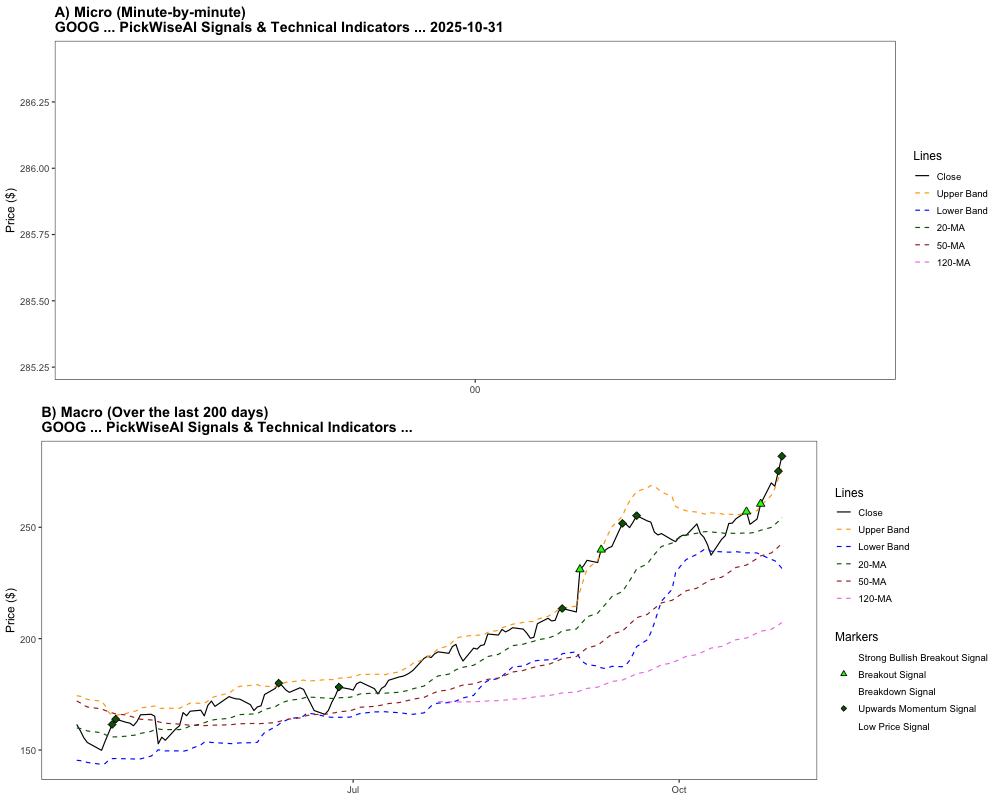 A) Micro (Minute-by-minute)
GOOG ... PickWiseAI Signals & Technical Indicators ... 2025-10-31
286.25
286.00
285.75
285.50
285.25
Price ($)
00
Lines
Close
Upper Band
Lower Band
20-MA
50-MA
120-MA
B) Macro (Over the last 200 days)
GOOG ... PickWiseAI Signals & Technical Indicators ...
250
200
150
Price ($)
Jul
Oct
Lines
Close
Upper Band
Lower Band
20-MA
50-MA
120-MA
Markers
Strong Bullish Breakout Signal
Breakout Signal
Breakdown Signal
Upwards Momentum Signal
Low Price Signal